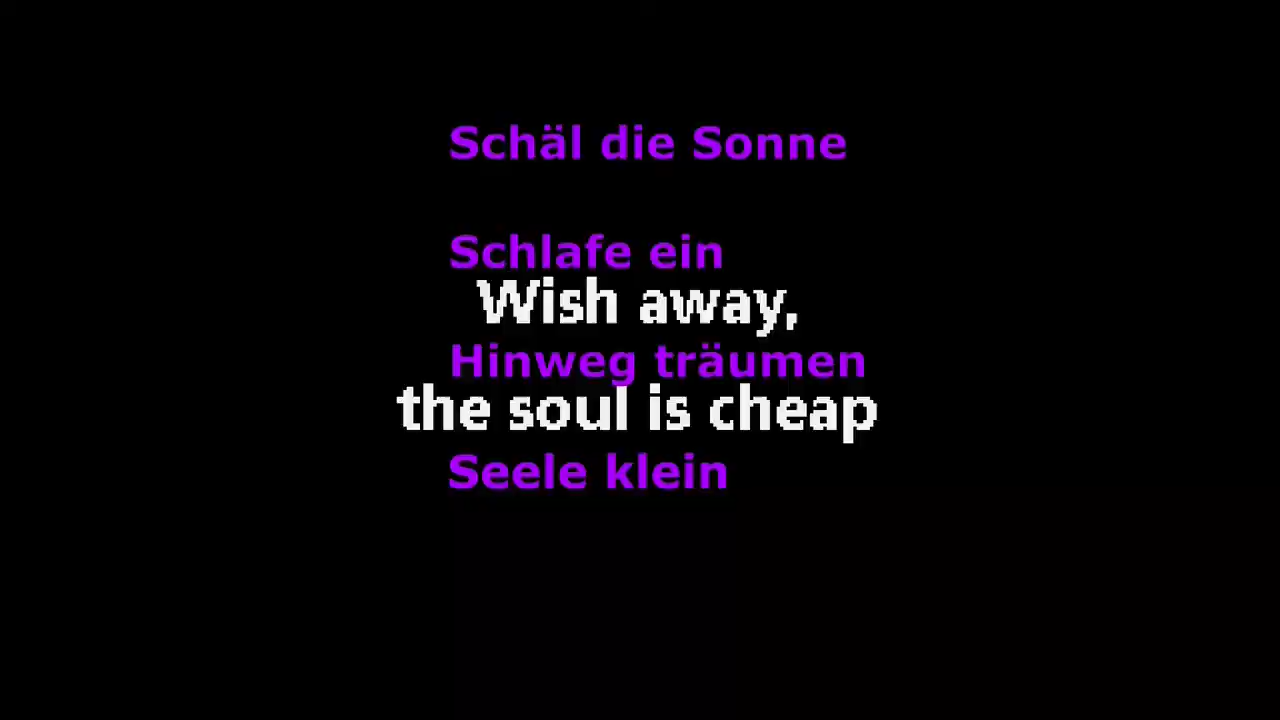 Schäl die Sonne
Schlafe ein
Wish away,
Hinweg träumen
the soul is cheap
Seele klein